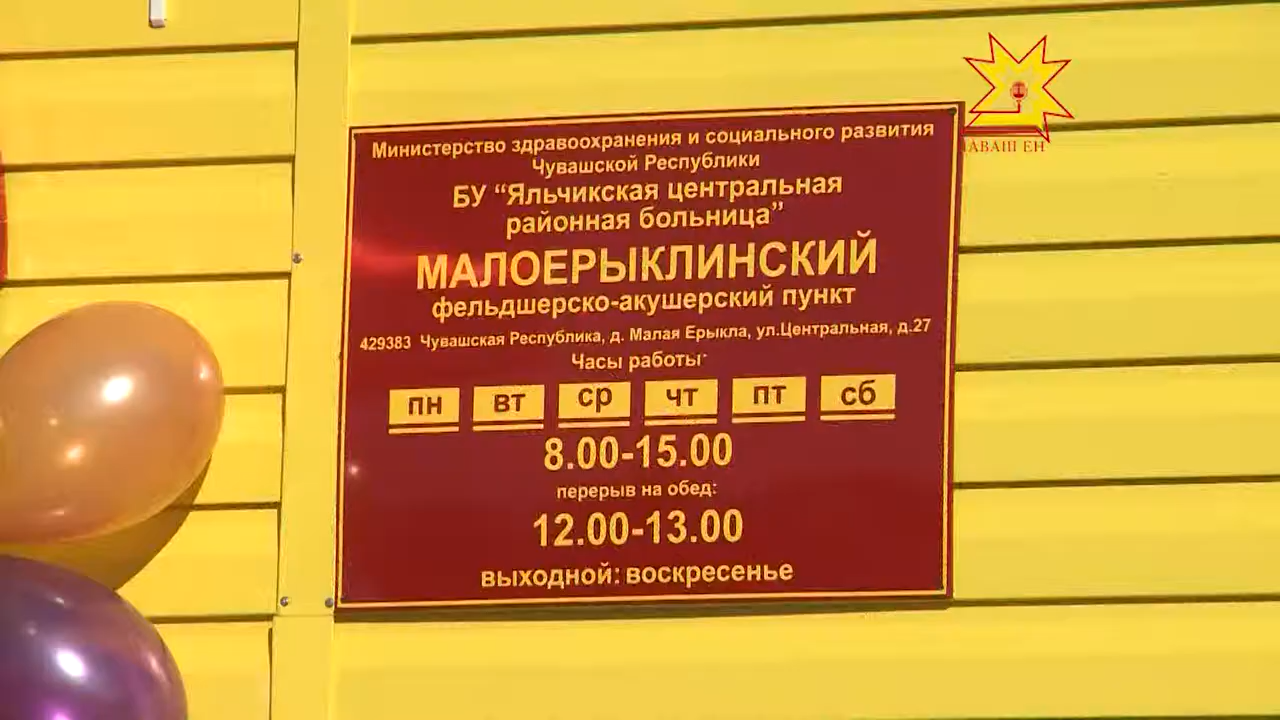 Министерство здравоохранения и социального развития
Чувашской Республики
БУ “Яльчикская центральная
районная больница”
МАЛОЕРЫКЛИНСКИЙ
фельдшерско-акушерский пункт
429383 Чувашская Республика, д. Малая Ерыкла, ул.Центральная, д.27
Часы работы:
пн вт ср чт пт сб
8.00-15.00
перерыв на обед:
12.00-13.00
выходной: воскресенье
ЧАВАШ ЕН